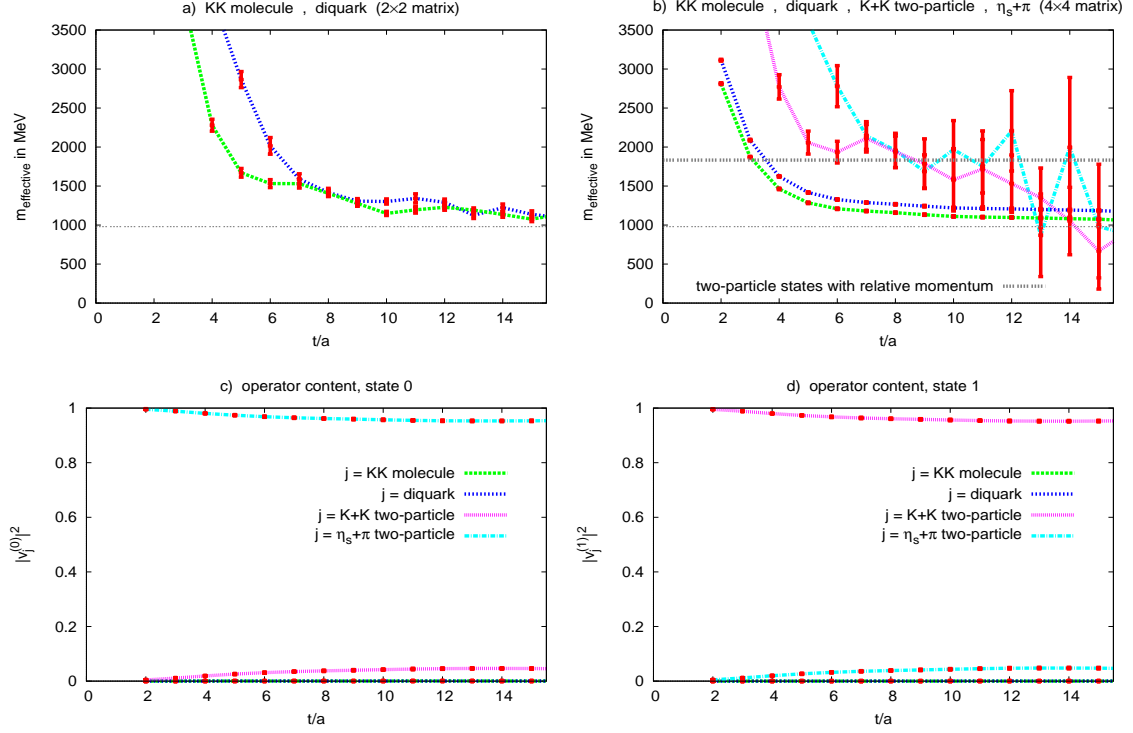 a) KK molecule , diquark (2×2 matrix)
3500
3000
2500
2000
1500
1000
500
0
m_effective in MeV
0 2 4 6 8 10 12 14
t/a
b) KK molecule , diquark , K+K two-particle , η_s+π (4×4 matrix)
3500
3000
2500
2000
1500
1000
500
0
m_effective in MeV
two-particle states with relative momentum
0 2 4 6 8 10 12 14
t/a
c) operator content, state 0
1
0.8
0.6
0.4
0.2
0
|v_j^(0)|^2
j = KK molecule
j = diquark
j = K+K two-particle
j = η_s+π two-particle
0 2 4 6 8 10 12 14
t/a
d) operator content, state 1
1
0.8
0.6
0.4
0.2
0
|v_j^(1)|^2
j = KK molecule
j = diquark
j = K+K two-particle
j = η_s+π two-particle
0 2 4 6 8 10 12 14
t/a